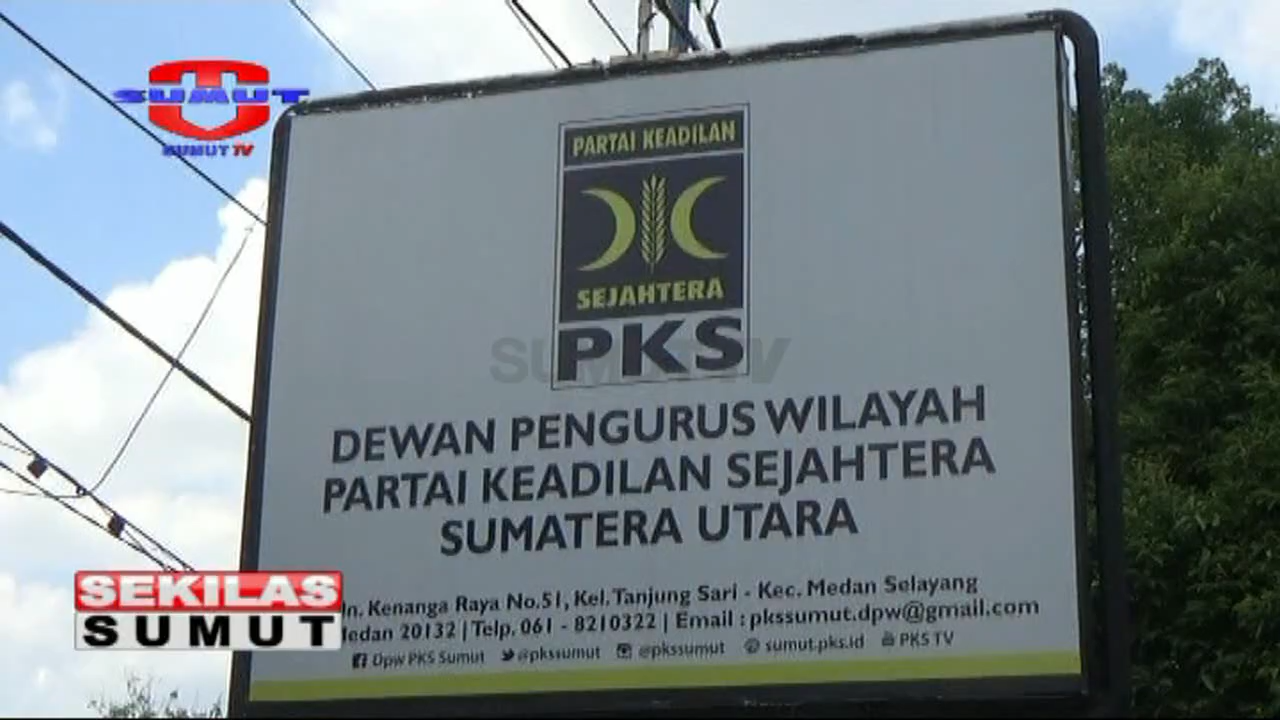 SUMUT
SUMUT TV
PARTAI KEADILAN
SEJAHTERA
PKS
SUMUT TV
DEWAN PENGURUS WILAYAH
PARTAI KEADILAN SEJAHTERA
SUMATERA UTARA
Jln. Kenanga Raya No.51, Kel. Tanjung Sari - Kec. Medan Selayang
Medan 20132 | Telp. 061 - 8210322 | Email : pkssumut.dpw@gmail.com
Dpw PKS Sumut @pkssumut @pkssumut sumut.pks.id PKS TV
SEKILAS
SUMUT